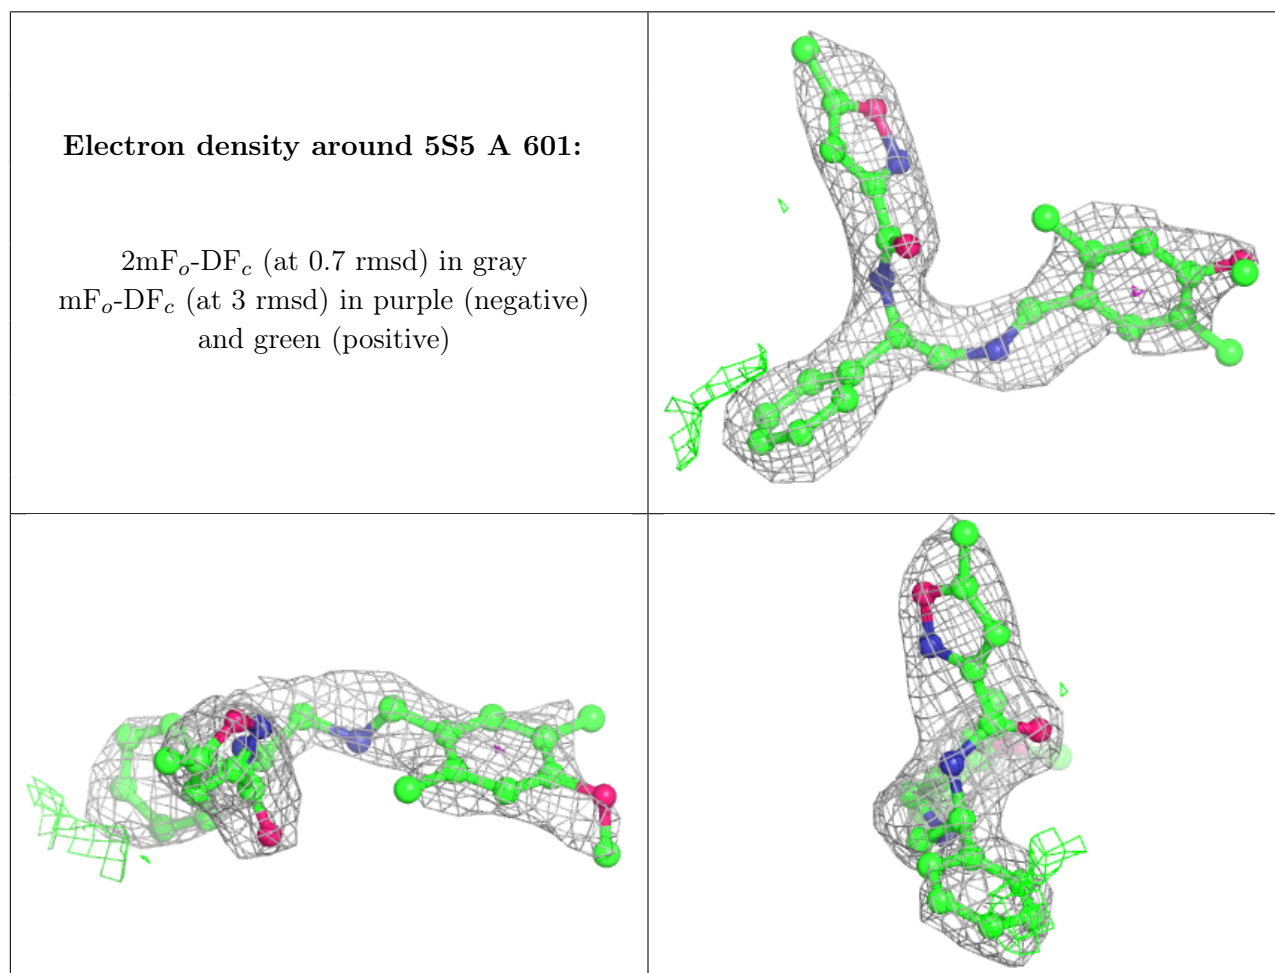 Electron density around 5S5 A 601:
2mFo-DFc (at 0.7 rmsd) in gray
mFo-DFc (at 3 rmsd) in purple (negative)
and green (positive)